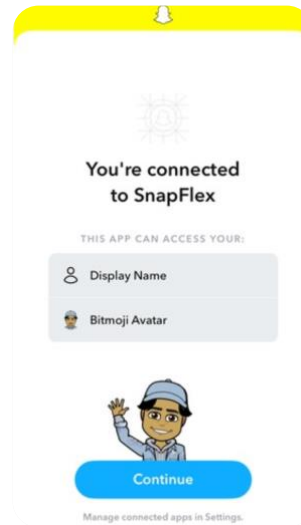 You're connected
to SnapFlex
THIS APP CAN ACCESS YOUR:
Display Name
Bitmoji Avatar
Continue
Manage connected apps in Settings.